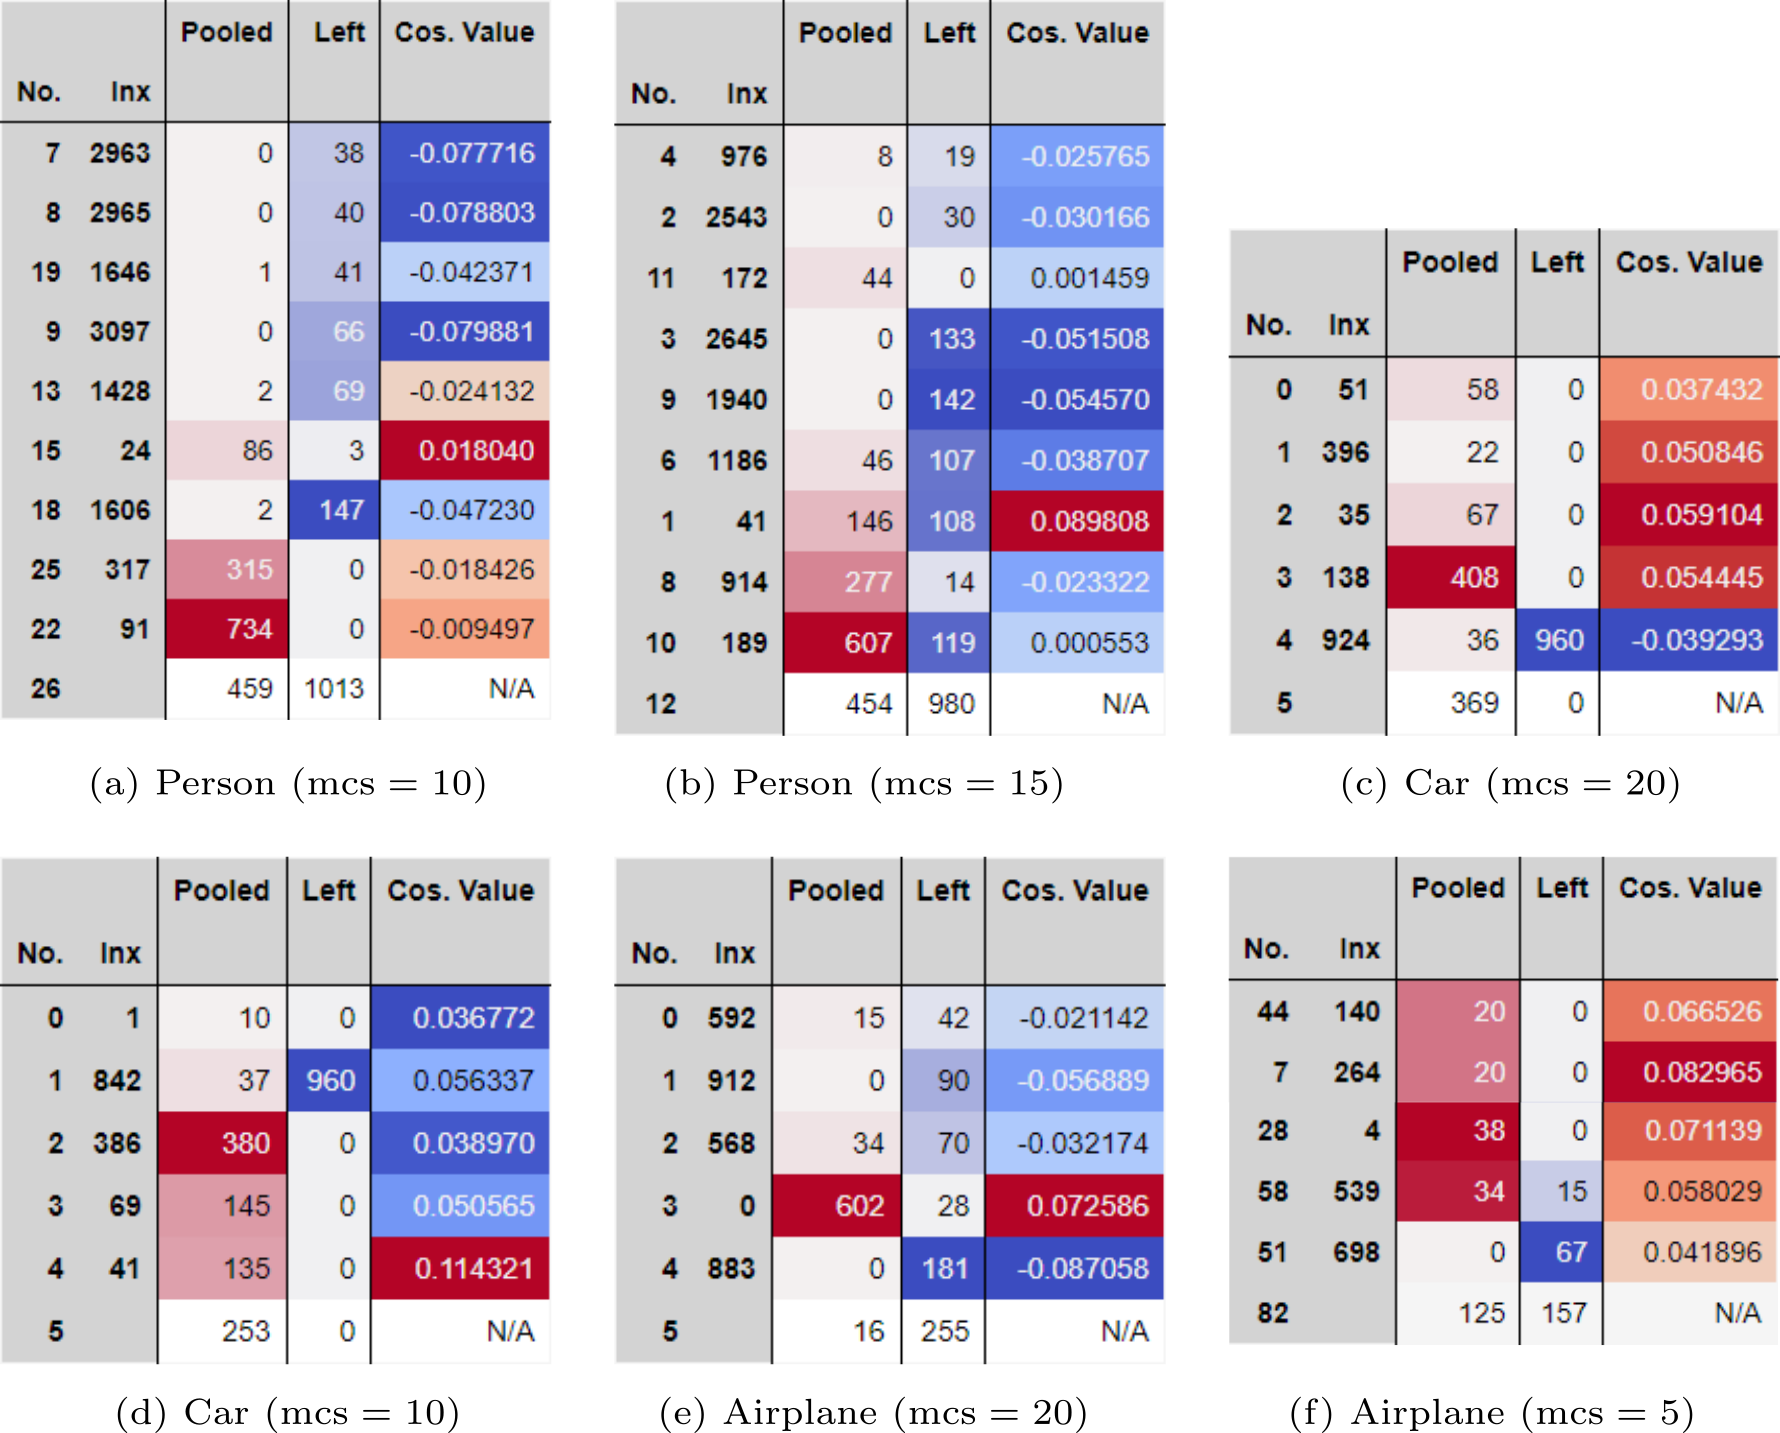 Pooled Left Cos. Value
No. Inx
7 2963 0 38 -0.077716
8 2965 0 40 -0.078803
19 1646 1 41 -0.042371
9 3097 0 66 -0.079881
13 1428 2 69 -0.024132
15 24 86 3 0.018040
18 1606 2 147 -0.047230
25 317 315 0 -0.018426
22 91 734 0 -0.009497
26 459 1013 N/A
(a) Person (mcs = 10)
Pooled Left Cos. Value
No. Inx
4 976 8 19 -0.025765
2 2543 0 30 -0.030166
11 172 44 0 0.001459
3 2645 0 133 -0.051508
9 1940 0 142 -0.054570
6 1186 46 107 -0.038707
1 41 146 108 0.089808
8 914 277 14 -0.023322
10 189 607 119 0.000553
12 454 980 N/A
(b) Person (mcs = 15)
Pooled Left Cos. Value
No. Inx
0 51 58 0 0.037432
1 396 22 0 0.050846
2 35 67 0 0.059104
3 138 408 0 0.054445
4 924 36 960 -0.039293
5 369 0 N/A
(c) Car (mcs = 20)
Pooled Left Cos. Value
No. Inx
0 1 10 0 0.036772
1 842 37 960 0.056337
2 386 380 0 0.038970
3 69 145 0 0.050565
4 41 135 0 0.114321
5 253 0 N/A
(d) Car (mcs = 10)
Pooled Left Cos. Value
No. Inx
0 592 15 42 -0.021142
1 912 0 90 -0.056889
2 568 34 70 -0.032174
3 0 602 28 0.072586
4 883 0 181 -0.087058
5 16 255 N/A
(e) Airplane (mcs = 20)
Pooled Left Cos. Value
No. Inx
44 140 20 0 0.066526
7 264 20 0 0.082965
28 4 38 0 0.071139
58 539 34 15 0.058029
51 698 0 67 0.041896
82 125 157 N/A
(f) Airplane (mcs = 5)